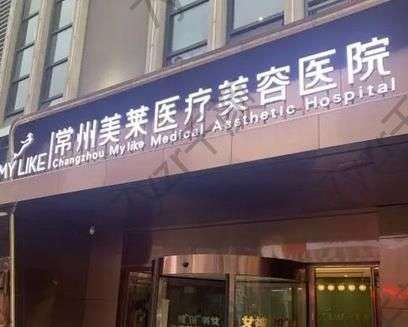 MY LIKE
常州美莱医疗美容医院
Changzhou Mylike Medical Aesthetic Hospital